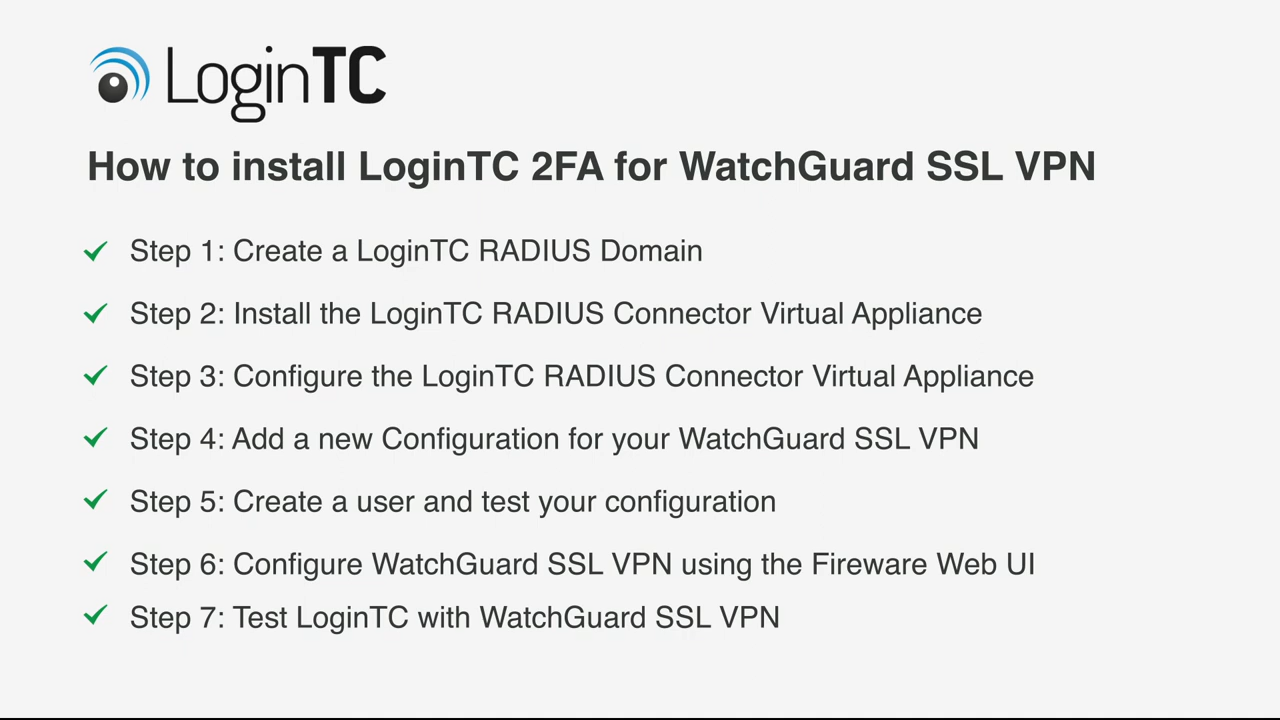 LoginTC
How to install LoginTC 2FA for WatchGuard SSL VPN
Step 1: Create a LoginTC RADIUS Domain
Step 2: Install the LoginTC RADIUS Connector Virtual Appliance
Step 3: Configure the LoginTC RADIUS Connector Virtual Appliance
Step 4: Add a new Configuration for your WatchGuard SSL VPN
Step 5: Create a user and test your configuration
Step 6: Configure WatchGuard SSL VPN using the Fireware Web UI
Step 7: Test LoginTC with WatchGuard SSL VPN